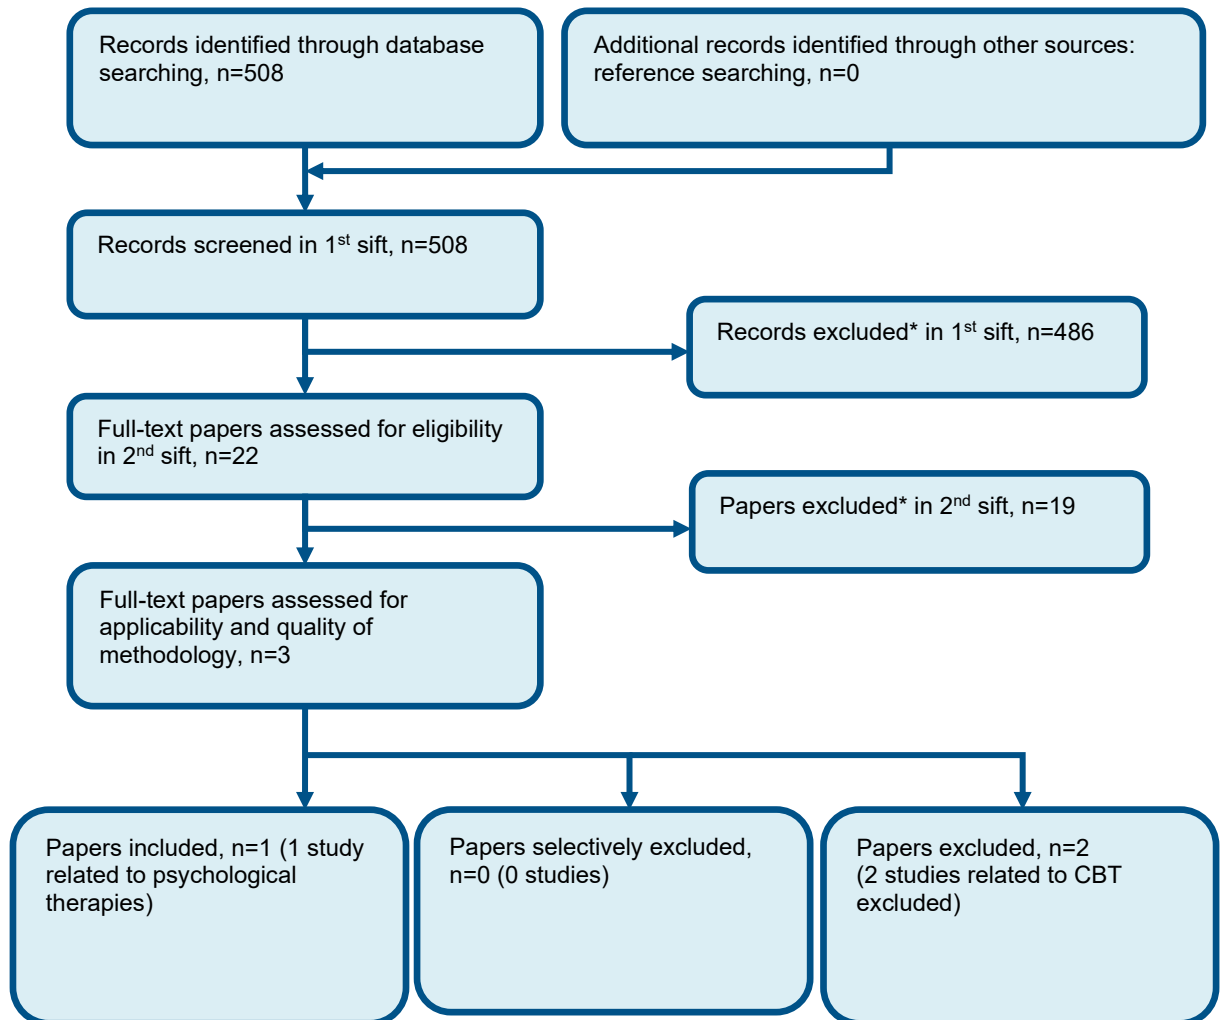 Records identified through database
searching, n=508
Additional records identified through other sources:
reference searching, n=0
Records screened in 1st sift, n=508
Records excluded* in 1st sift, n=486
Full-text papers assessed for eligibility
in 2nd sift, n=22
Papers excluded* in 2nd sift, n=19
Full-text papers assessed for
applicability and quality of
methodology, n=3
Papers included, n=1 (1 study
related to psychological
therapies)
Papers selectively excluded,
n=0 (0 studies)
Papers excluded, n=2
(2 studies related to CBT
excluded)